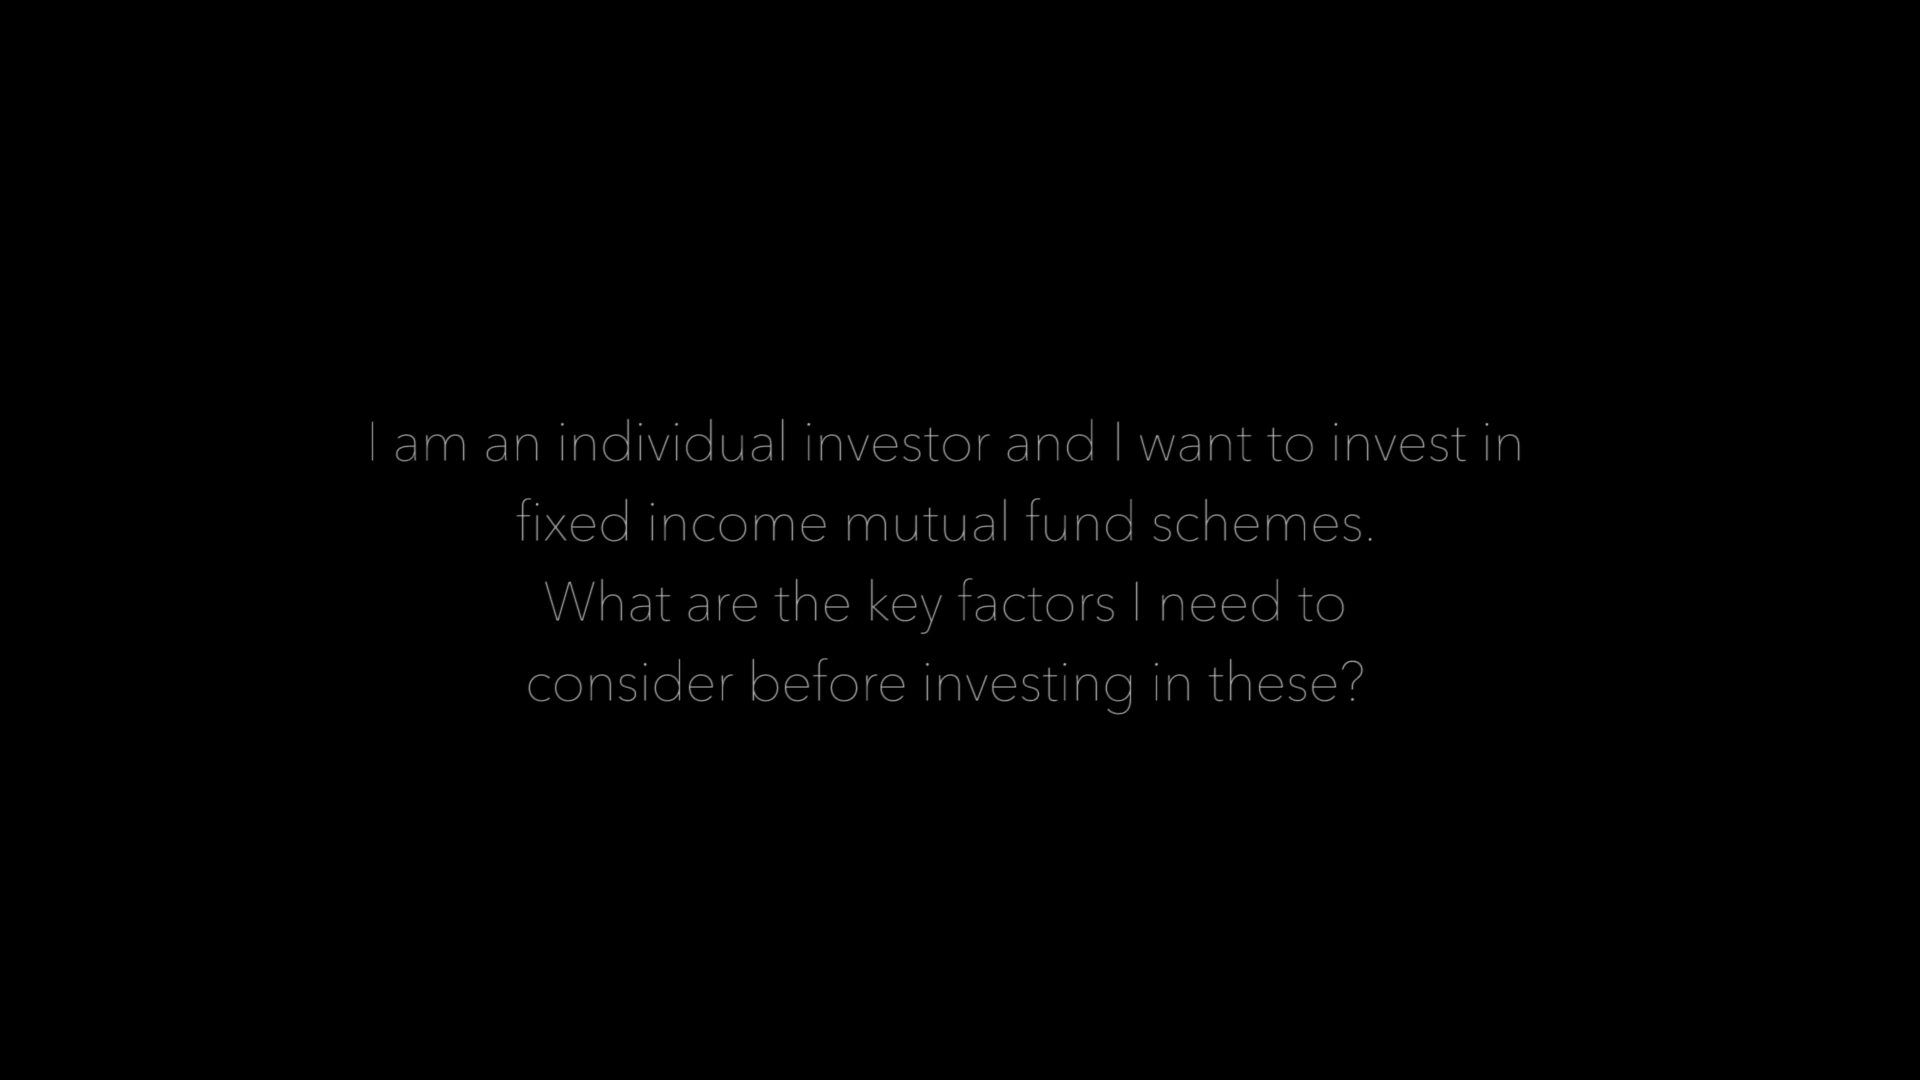 I am an individual investor and I want to invest in
fixed income mutual fund schemes.
What are the key factors I need to
consider before investing in these?